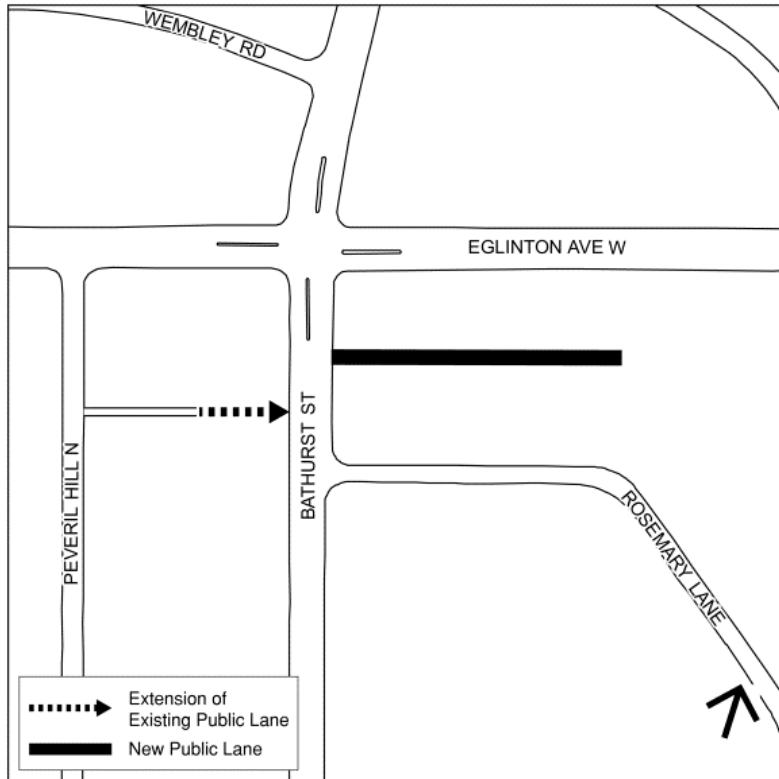 WEMBLEY RD
EGLINTON AVE W
BATHURST ST
PEVERIL HILL N
ROSEMARY LANE
Extension of
Existing Public Lane
New Public Lane